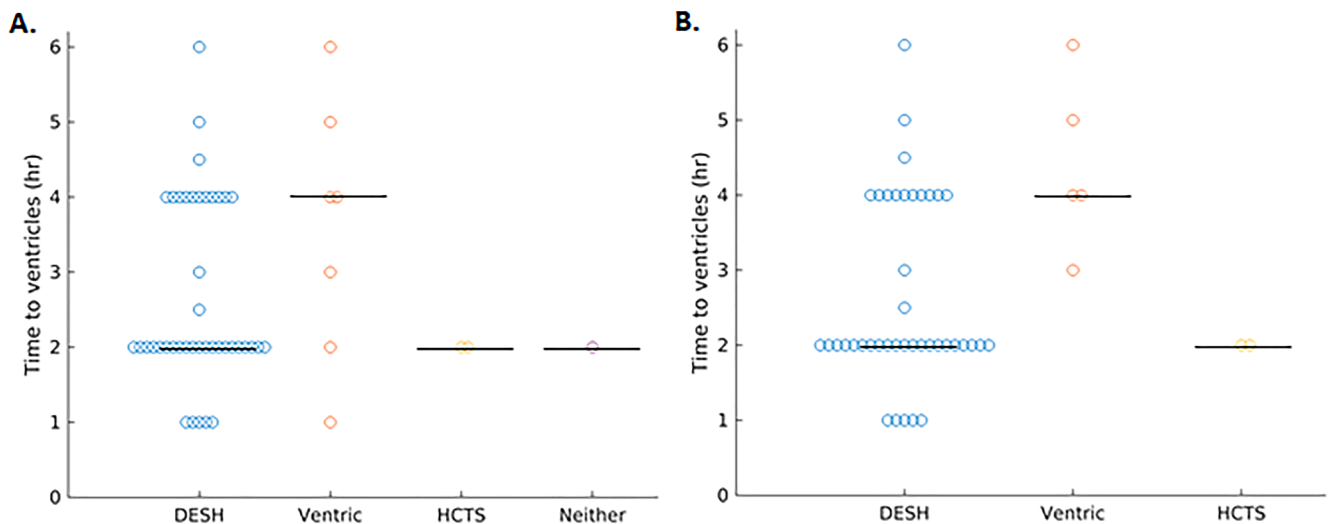 A.
Time to ventricles (hr)
6
5
4
3
2
1
0
DESH Ventric HCTS Neither
B.
Time to ventricles (hr)
6
5
4
3
2
1
0
DESH Ventric HCTS